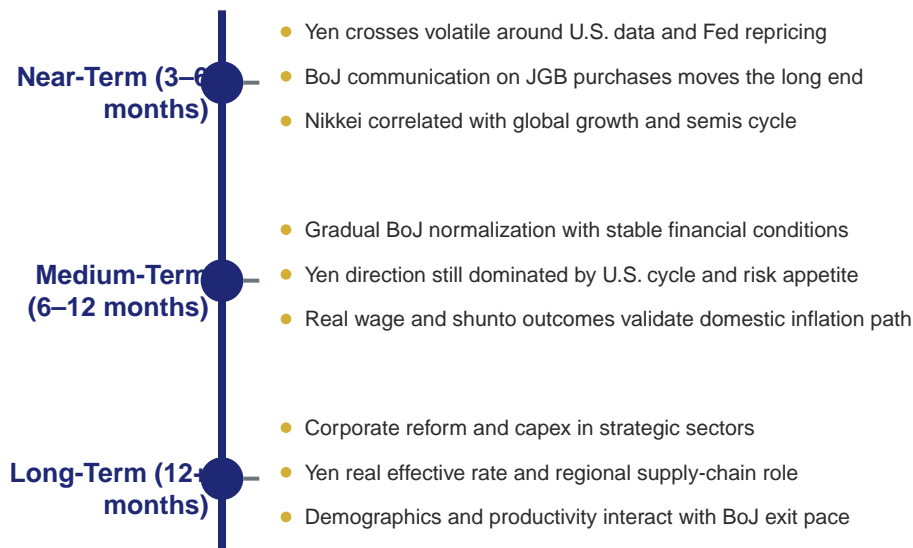 Near-Term (3–6
months)
Yen crosses volatile around U.S. data and Fed repricing
BoJ communication on JGB purchases moves the long end
Nikkei correlated with global growth and semis cycle
Medium-Term
(6–12 months)
Gradual BoJ normalization with stable financial conditions
Yen direction still dominated by U.S. cycle and risk appetite
Real wage and shunto outcomes validate domestic inflation path
Long-Term (12+
months)
Corporate reform and capex in strategic sectors
Yen real effective rate and regional supply-chain role
Demographics and productivity interact with BoJ exit pace